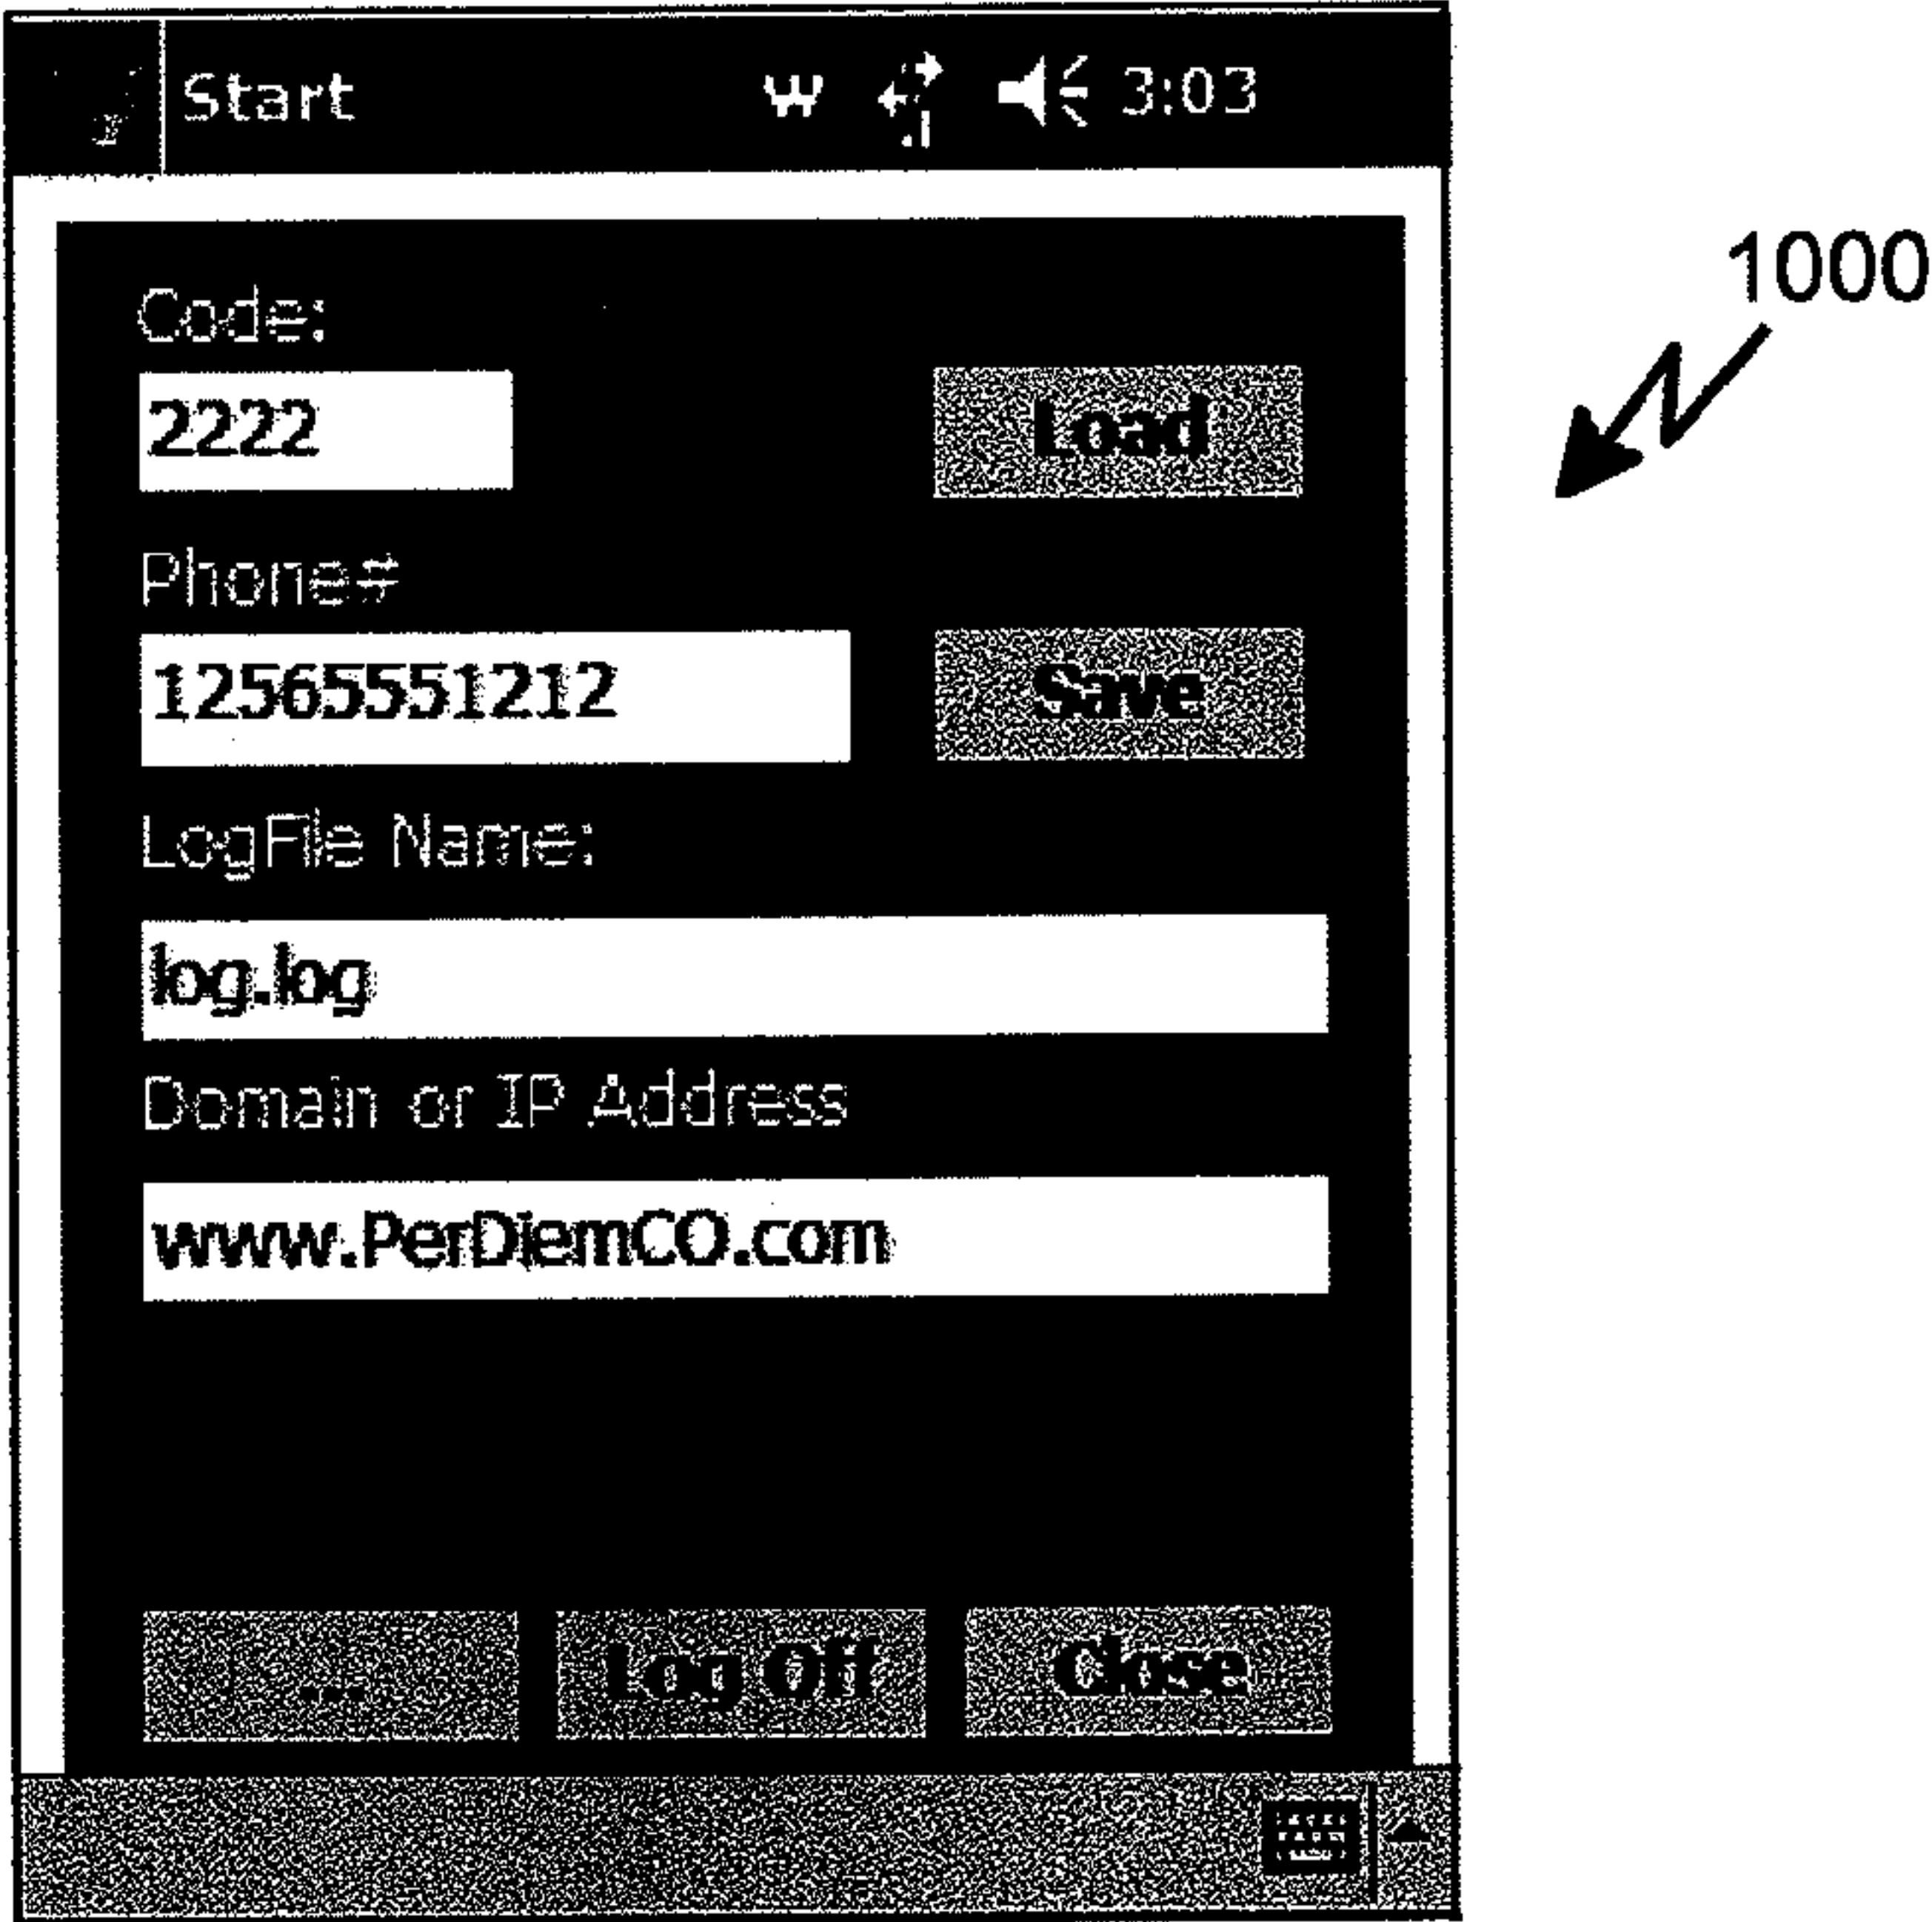 Start 3:03
1000
Code:
2222 Load
Phone#
12565551212 Save
LogFile Name:
log.log
Domain or IP Address
www.PerDiemCO.com
... Log Off Close